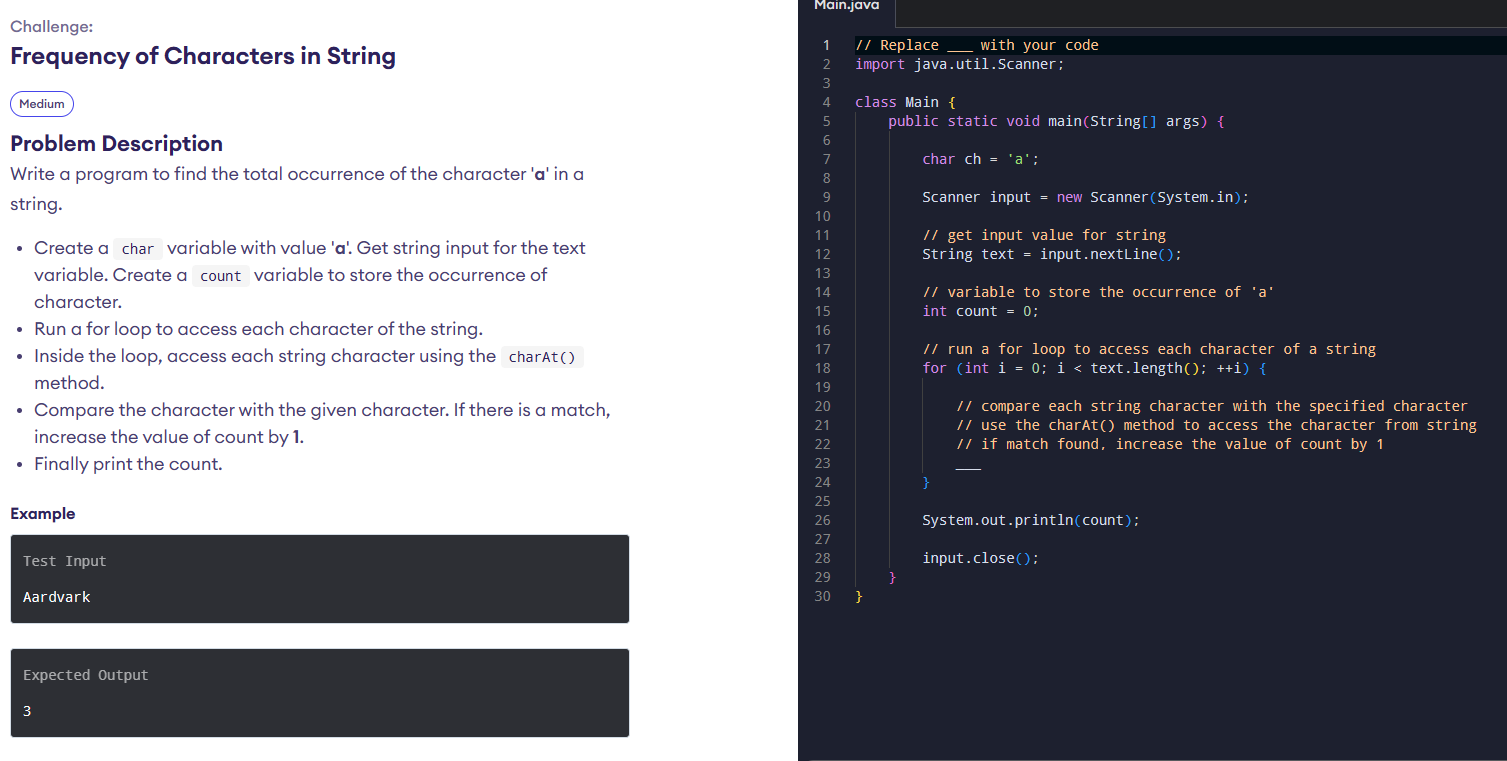 Challenge:
Frequency of Characters in String
Medium
Problem Description
Write a program to find the total occurrence of the character 'a' in a
string.
• Create a char variable with value 'a'. Get string input for the text
variable. Create a count variable to store the occurrence of
character.
• Run a for loop to access each character of the string.
• Inside the loop, access each string character using the charAt()
method.
• Compare the character with the given character. If there is a match,
increase the value of count by 1.
• Finally print the count.
Example
Test Input
Aardvark
Expected Output
3
Main.java
1 // Replace ___ with your code
2 import java.util.Scanner;
3
4 class Main {
5     public static void main(String[] args) {
6
7         char ch = 'a';
8
9         Scanner input = new Scanner(System.in);
10
11         // get input value for string
12         String text = input.nextLine();
13
14         // variable to store the occurrence of 'a'
15         int count = 0;
16
17         // run a for loop to access each character of a string
18         for (int i = 0; i < text.length(); ++i) {
19
20             // compare each string character with the specified character
21             // use the charAt() method to access the character from string
22             // if match found, increase the value of count by 1
23             ___
24         }
25
26         System.out.println(count);
27
28         input.close();
29     }
30 }